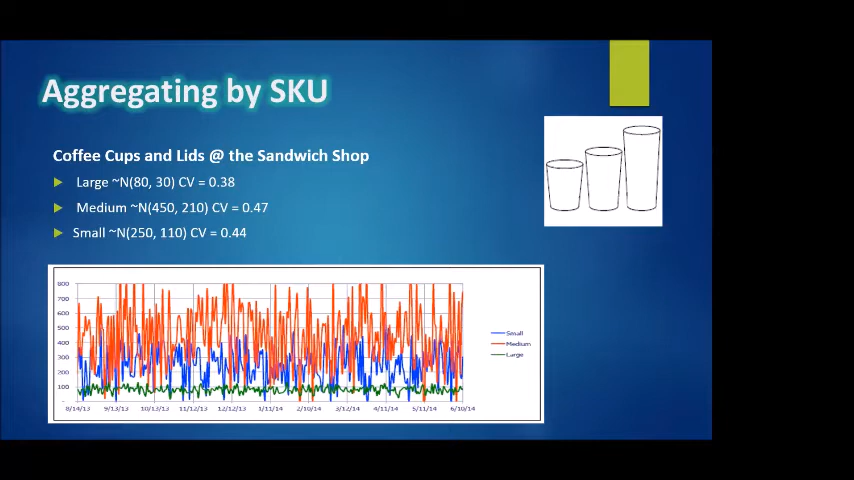 Aggregating by SKU
Coffee Cups and Lids @ the Sandwich Shop
Large ~N(80, 30) CV = 0.38
Medium ~N(450, 210) CV = 0.47
Small ~N(250, 110) CV = 0.44
800
700
600
500
400
300
200
100
-
8/14/13 9/13/13 10/13/13 11/12/13 12/12/13 1/11/14 2/10/14 3/12/14 4/11/14 5/11/14 6/10/14
Small
Medium
Large